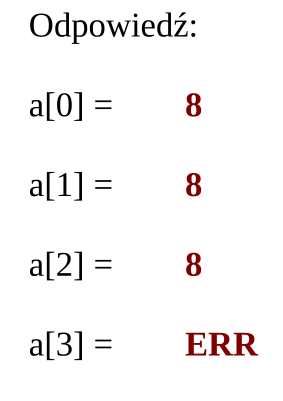 Odpowiedź:
a[0] = 8
a[1] = 8
a[2] = 8
a[3] = ERR